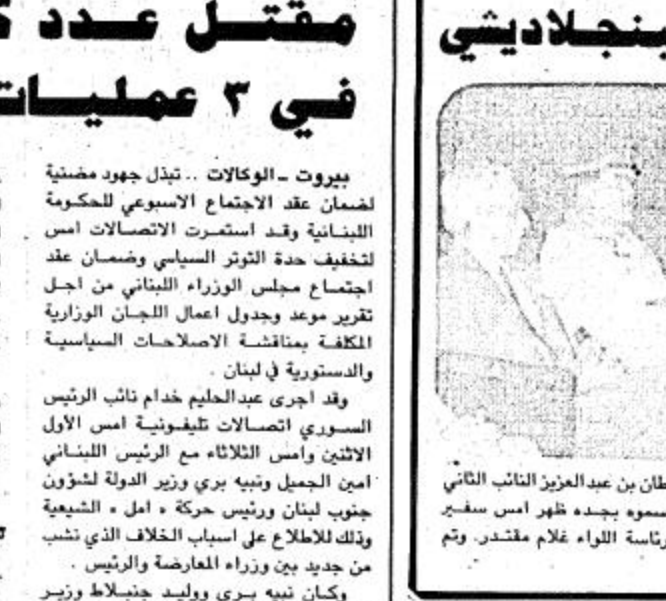 بنجلاديشي
طان بن عبدالعزيز النائب الثاني
سموه بجده ظهر امس سفير
رئاسة اللواء غلام مقتدر. وتم
مقتــل عــدد
في ٣ عمليــات
بيروت ــ الوكالات .. تبذل جهود مضنية
لضمان عقد الاجتماع الاسبوعي للحكومة
اللبنانية وقد استمرت الاتصالات امس
لتخفيف حدة التوتر السياسي وضمان عقد
اجتماع مجلس الوزراء اللبناني من اجل
تقرير موعد وجدول اعمال اللجان الوزارية
المكلفة بمناقشة الاصلاحات السياسية
والدستورية في لبنان .
وقد اجرى عبدالحليم خدام نائب الرئيس
السوري اتصالات تليفونية امس الأول
الاثنين وامس الثلاثاء مع الرئيس اللبناني
امين الجميل ونبيه بري وزير الدولة لشؤون
جنوب لبنان ورئيس حركة « امل » الشيعية
وذلك للاطلاع على اسباب الخلاف الذي نشب
من جديد بين وزراء المعارضة والرئيس .
وكان نبيه بري ووليد جنبلاط وزير